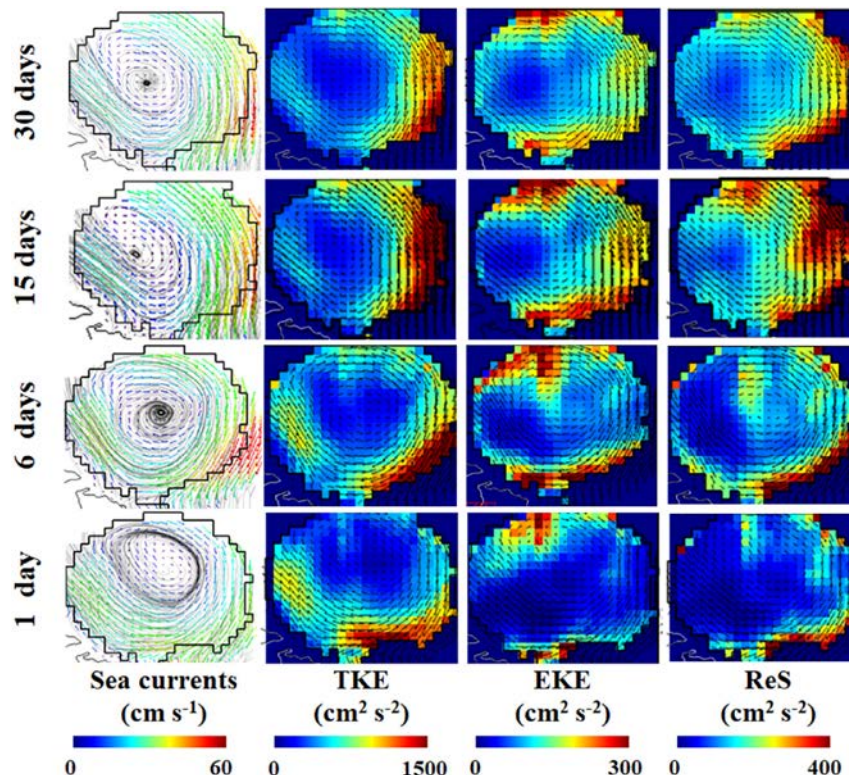 30 days
15 days
6 days
1 day
Sea currents TKE EKE ReS
(cm s⁻¹) (cm² s⁻²) (cm² s⁻²) (cm² s⁻²)
0 60 0 1500 0 300 0 400